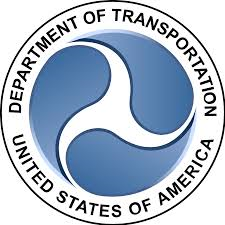 DEPARTMENT OF TRANSPORTATION
UNITED STATES OF AMERICA